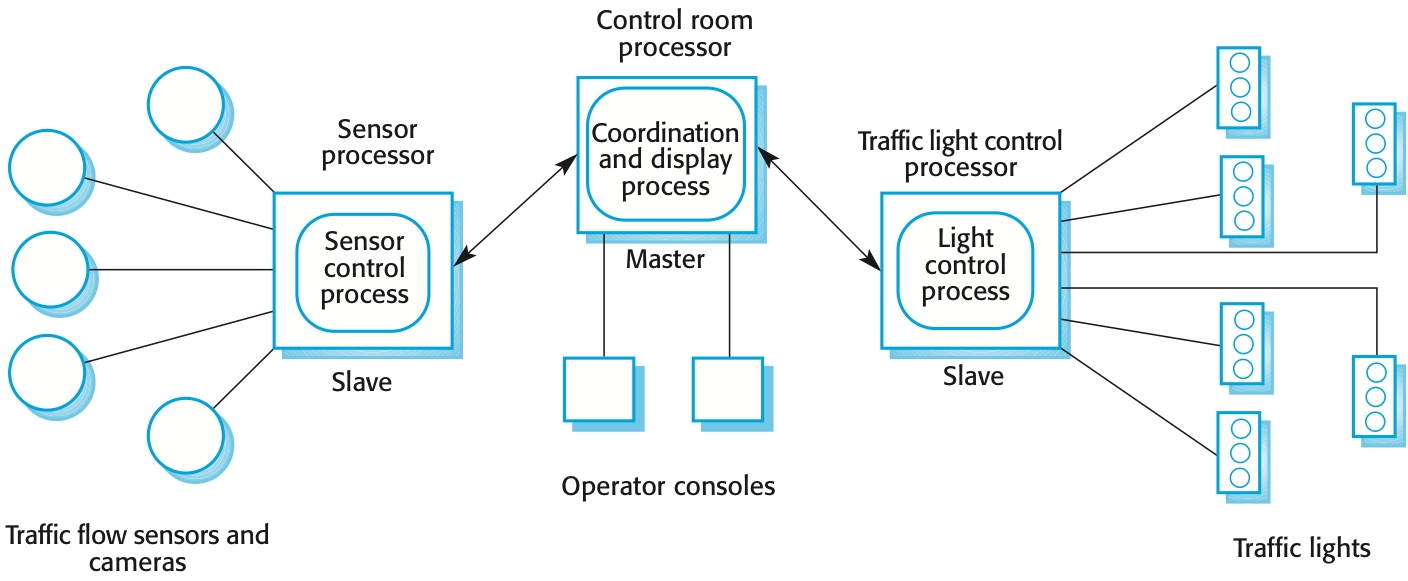 Control room
processor
Sensor
processor
Coordination
and display
process
Traffic light control
processor
Sensor
control
process
Master
Light
control
process
Slave
Slave
Operator consoles
Traffic flow sensors and
cameras
Traffic lights